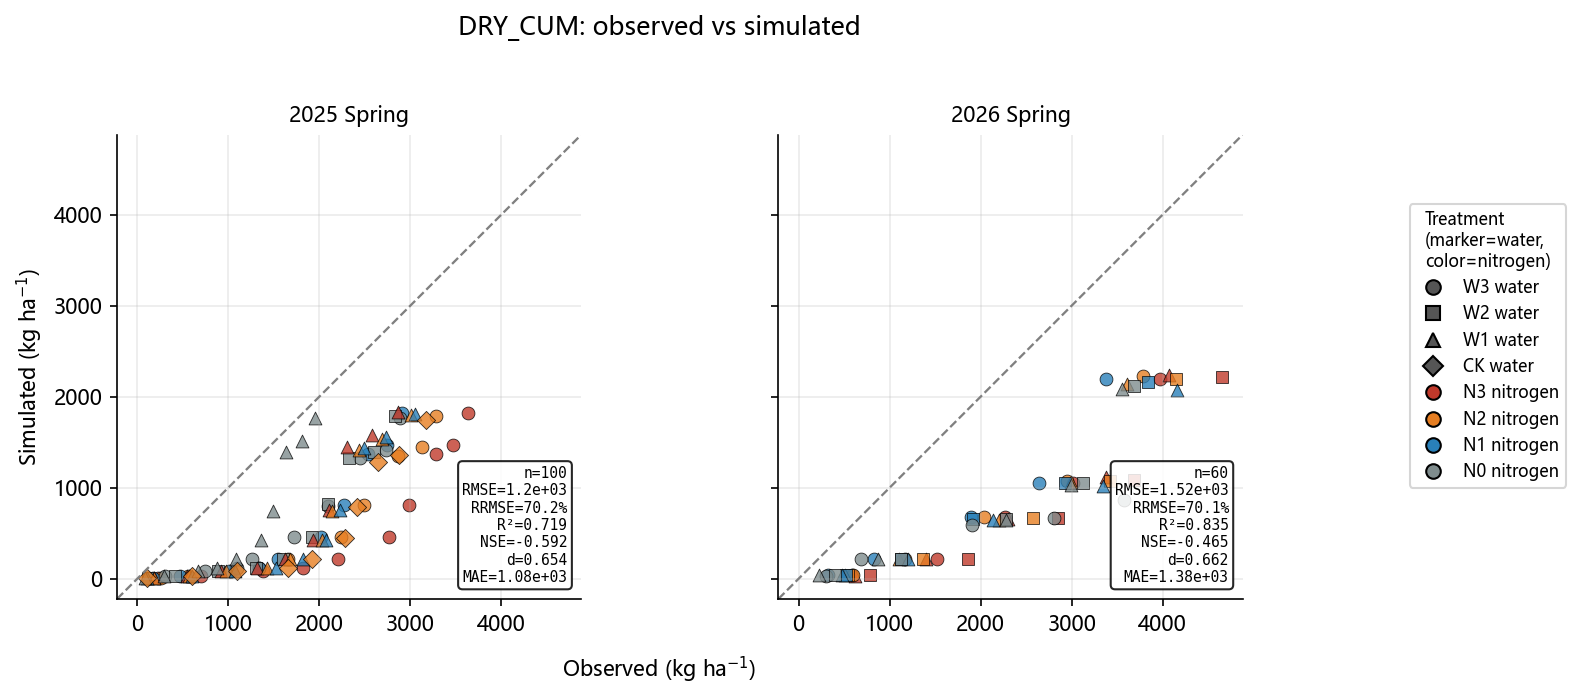 DRY_CUM: observed vs simulated
2025 Spring
2026 Spring
Simulated (kg ha⁻¹)
4000
3000
2000
1000
0
0 1000 2000 3000 4000
0 1000 2000 3000 4000
Observed (kg ha⁻¹)
n=100
RMSE=1.2e+03
RRMSE=70.2%
R²=0.719
NSE=-0.592
d=0.654
MAE=1.08e+03
n=60
RMSE=1.52e+03
RRMSE=70.1%
R²=0.835
NSE=-0.465
d=0.662
MAE=1.38e+03
Treatment
(marker=water,
color=nitrogen)
W3 water
W2 water
W1 water
CK water
N3 nitrogen
N2 nitrogen
N1 nitrogen
N0 nitrogen